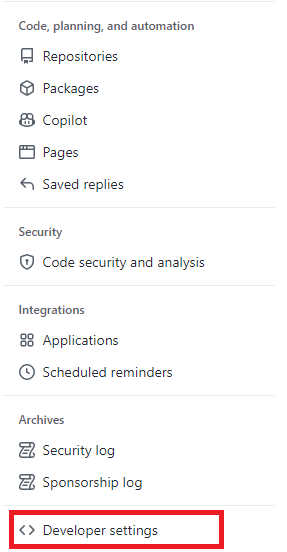 Code, planning, and automation
Repositories
Packages
Copilot
Pages
Saved replies
Security
Code security and analysis
Integrations
Applications
Scheduled reminders
Archives
Security log
Sponsorship log
Developer settings